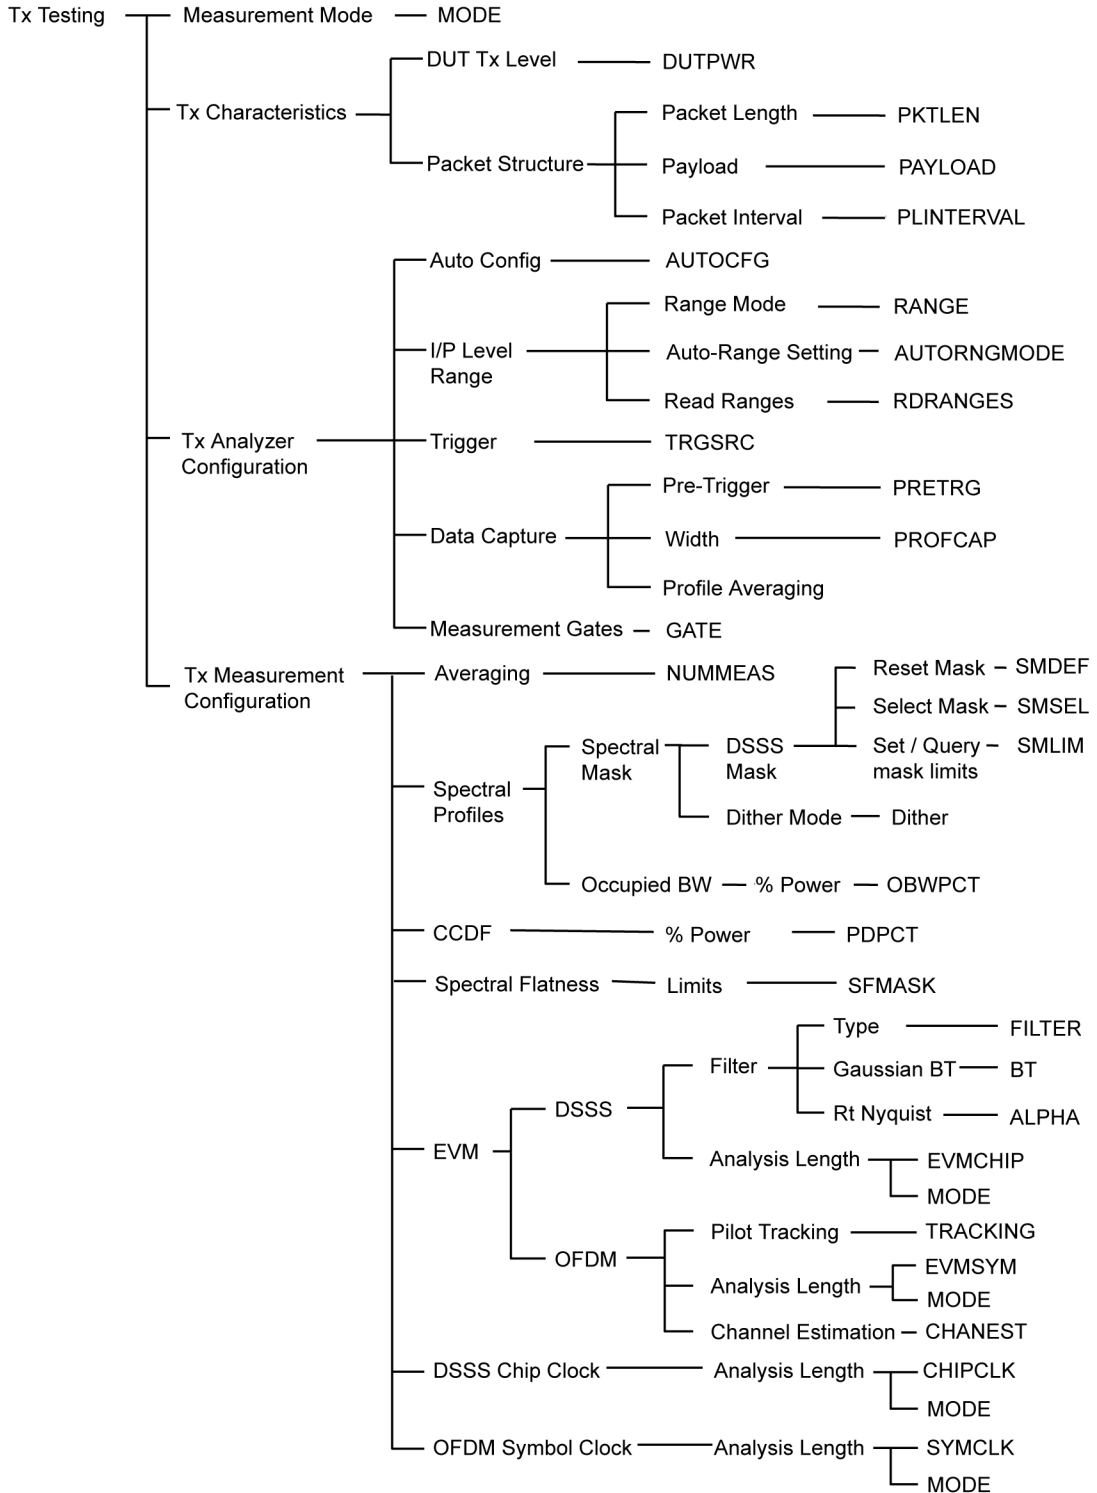 Tx Testing
Measurement Mode
MODE
Tx Characteristics
DUT Tx Level
DUTPWR
Packet Structure
Packet Length
PKTLEN
Payload
PAYLOAD
Packet Interval
PLINTERVAL
Tx Analyzer
Configuration
Auto Config
AUTOCFG
I/P Level
Range
Range Mode
RANGE
Auto-Range Setting
AUTORNGMODE
Read Ranges
RDRANGES
Trigger
TRGSRC
Data Capture
Pre-Trigger
PRETRG
Width
PROFCAP
Profile Averaging
Measurement Gates
GATE
Tx Measurement
Configuration
Averaging
NUMMEAS
Spectral
Profiles
Spectral
Mask
DSSS
Mask
Reset Mask
SMDEF
Select Mask
SMSEL
Set / Query
mask limits
SMLIM
Dither Mode
Dither
Occupied BW
% Power
OBWPCT
CCDF
% Power
PDPCT
Spectral Flatness
Limits
SFMASK
EVM
DSSS
Filter
Type
FILTER
Gaussian BT
BT
Rt Nyquist
ALPHA
Analysis Length
EVMCHIP
MODE
OFDM
Pilot Tracking
TRACKING
Analysis Length
EVMSYM
MODE
Channel Estimation
CHANEST
DSSS Chip Clock
Analysis Length
CHIPCLK
MODE
OFDM Symbol Clock
Analysis Length
SYMCLK
MODE